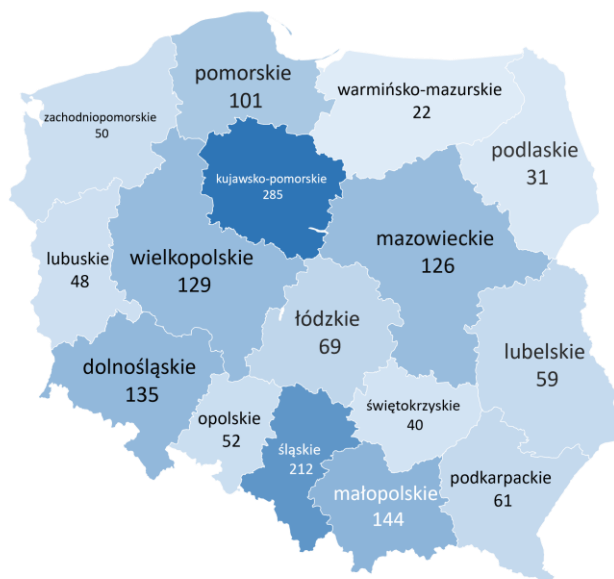 pomorskie
101
warmińsko-mazurskie
22
zachodniopomorskie
50
podlaskie
31
kujawsko-pomorskie
285
mazowieckie
126
lubuskie
48
wielkopolskie
129
łódzkie
69
lubelskie
59
dolnośląskie
135
opolskie
52
świętokrzyskie
40
śląskie
212
małopolskie
144
podkarpackie
61